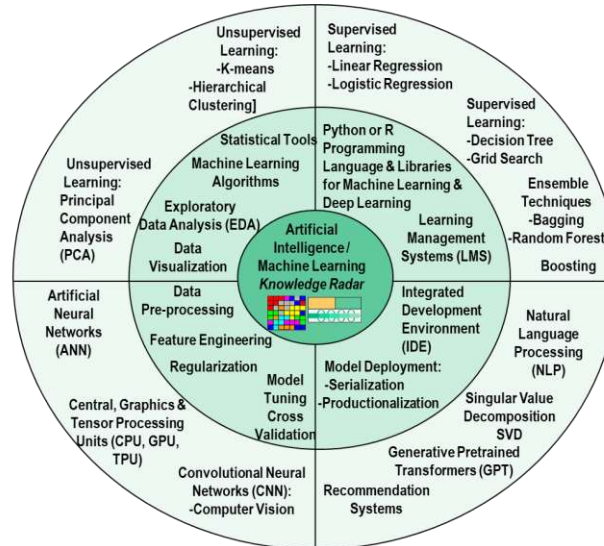 Unsupervised
Learning:
-K-means
-Hierarchical
Clustering]
Supervised
Learning:
-Linear Regression
-Logistic Regression
Supervised
Learning:
-Decision Tree
-Grid Search
Ensemble
Techniques
-Bagging
-Random Forest
Boosting
Unsupervised
Learning:
Principal
Component
Analysis
(PCA)
Statistical Tools
Machine Learning
Algorithms
Exploratory
Data Analysis (EDA)
Data
Visualization
Python or R
Programming
Language & Libraries
for Machine Learning &
Deep Learning
Learning
Management
Systems (LMS)
Artificial
Intelligence/
Machine Learning
Knowledge Radar
Data
Pre-processing
Feature Engineering
Regularization
Model
Tuning
Cross
Validation
Integrated
Development
Environment
(IDE)
Model Deployment:
-Serialization
-Productionalization
Artificial
Neural
Networks (ANN)
Central, Graphics &
Tensor Processing
Units (CPU, GPU,
TPU)
Convolutional Neural
Networks (CNN):
-Computer Vision
Natural
Language
Processing
(NLP)
Singular Value
Decomposition
SVD
Generative Pretrained
Transformers (GPT)
Recommendation
Systems